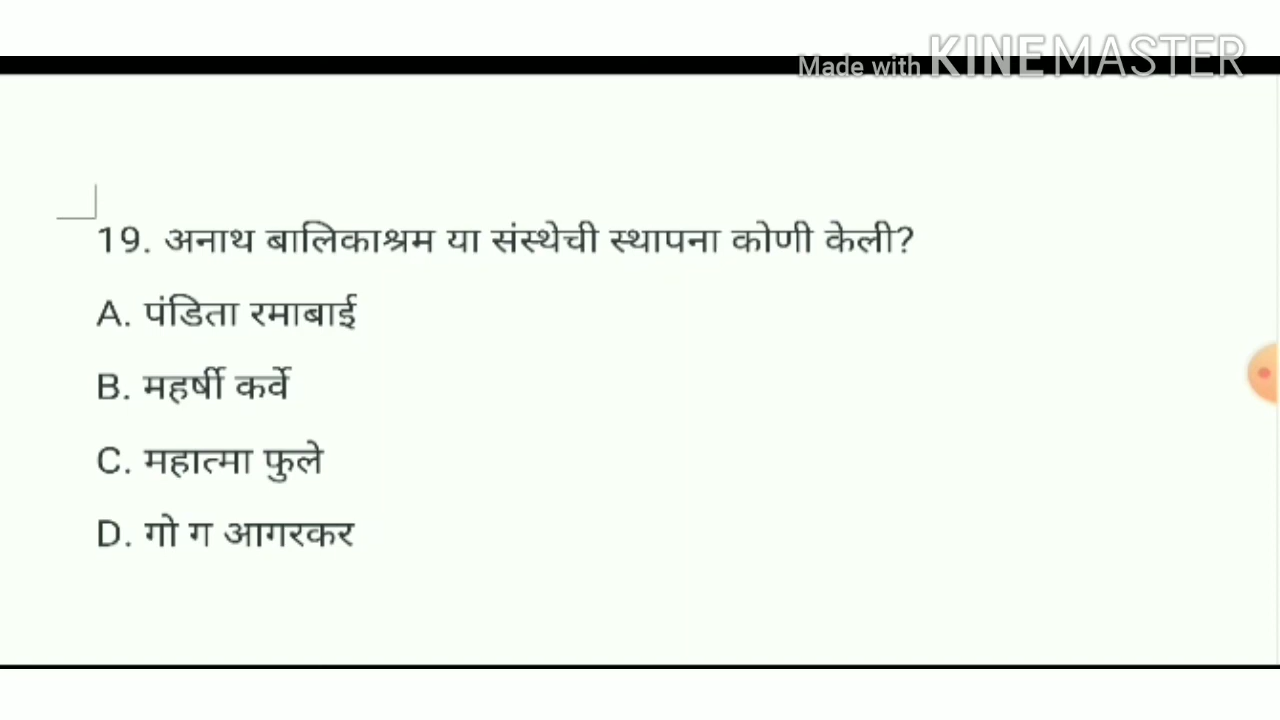 Made with KINEMASTER
19. अनाथ बालिकाश्रम या संस्थेची स्थापना कोणी केली?
A. पंडिता रमाबाई
B. महर्षी कर्वे
C. महात्मा फुले
D. गो ग आगरकर